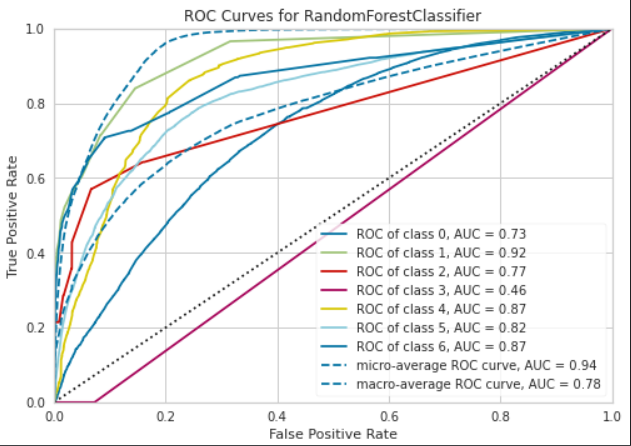 ROC Curves for RandomForestClassifier
1.0
0.8
0.6
0.4
0.2
0.0
True Positive Rate
ROC of class 0, AUC = 0.73
ROC of class 1, AUC = 0.92
ROC of class 2, AUC = 0.77
ROC of class 3, AUC = 0.46
ROC of class 4, AUC = 0.87
ROC of class 5, AUC = 0.82
ROC of class 6, AUC = 0.87
micro-average ROC curve, AUC = 0.94
macro-average ROC curve, AUC = 0.78
0.0 0.2 0.4 0.6 0.8 1.0
False Positive Rate